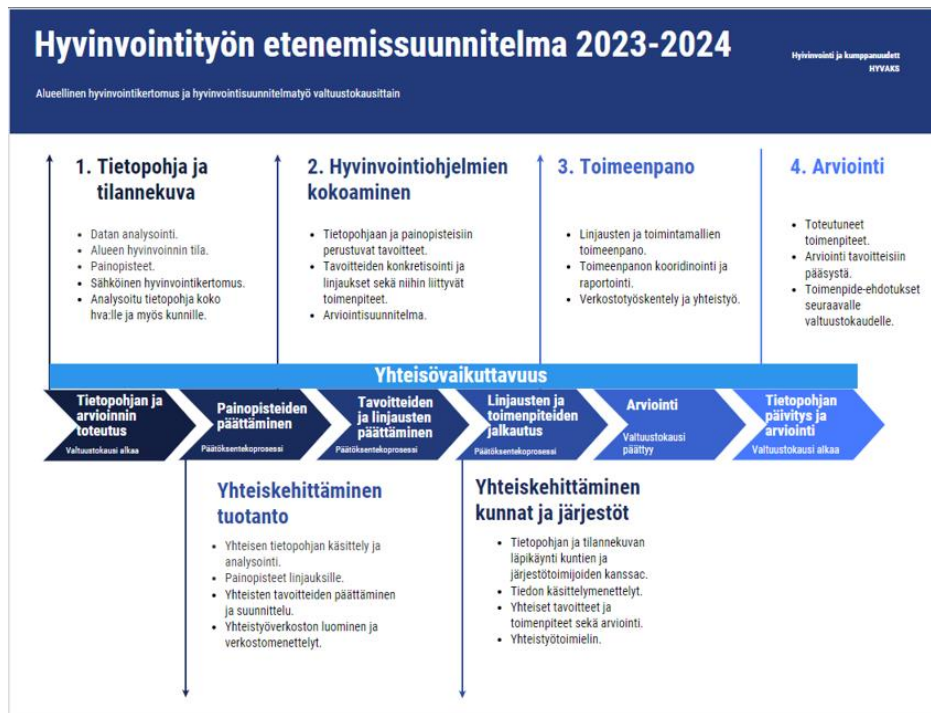 Hyvinvointityön etenemissuunnitelma 2023-2024
Hyivinvointi ja kumppanuudett
HYVAKS
Alueellinen hyvinvointikertomus ja hyvinvointisuunnitelmatyö valtuustokausittain
1. Tietopohja ja
tilannekuva
• Datan analysointi.
• Alueen hyvinvoinnin tila.
• Painopisteet.
• Sähköinen hyvinvointikertomus.
• Analysoitu tietopohja koko
hva:lle ja myös kunnille.
2. Hyvinvointiohjelmien
kokoaminen
• Tietopohjaan ja painopisteisiin
perustuvat tavoitteet.
• Tavoitteiden konkretisointi ja
linjaukset sekä niihin liittyvät
toimenpiteet.
• Arviointisuunnitelma.
3. Toimeenpano
• Linjausten ja toimintamallien
toimeenpano.
• Toimeenpanon kooridinointi ja
raportointi.
• Verkostotyöskentely ja yhteistyö.
4. Arviointi
• Toteutuneet
toimenpiteet.
• Arviointi tavoitteisiin
pääsystä.
• Toimenpide-ehdotukset
seuraavalle
valtuustokaudelle.
Yhteisövaikuttavuus
Tietopohjan ja
arvioinnin
toteutus
Valtuustokausi alkaa
Painopisteiden
päättäminen
Päätöksentekoprosessi
Tavoitteiden
ja linjausten
päättäminen
Päätöksentekoprosessi
Linjausten ja
toimenpiteiden
jalkautus
Päätöksentekoprosessi
Arviointi
Valtuustokausi
päättyy
Tietopohjan
päivitys ja
arviointi
Valtuustokausi alkaa
Yhteiskehittäminen
tuotanto
• Yhteisen tietopohjan käsittely ja
analysointi.
• Painopisteet linjauksille.
• Yhteisten tavoitteiden päättäminen
ja suunnittelu.
• Yhteistyöverkoston luominen ja
verkostomenettelyt.
Yhteiskehittäminen
kunnat ja järjestöt
• Tietopohjan ja tilannekuvan
läpikäynti kuntien ja
järjestötoimijoiden kanssac.
• Tiedon käsittelymenettelyt.
• Yhteiset tavoitteet ja
toimenpiteet sekä arviointi.
• Yhteistyötoimielin.